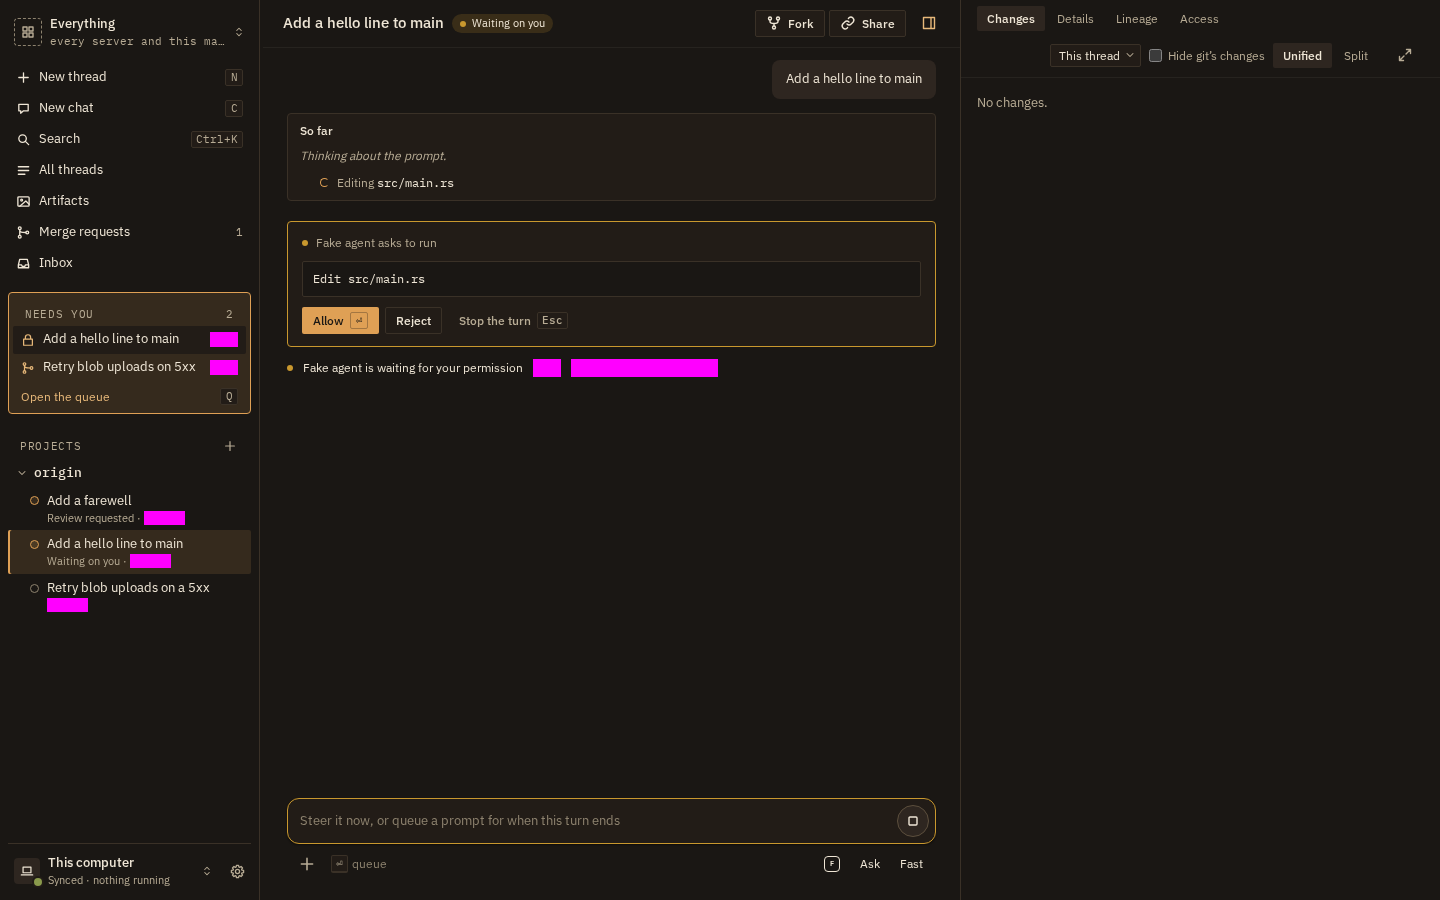 Everything
every server and this ma…
New thread N
New chat C
Search Ctrl+K
All threads
Artifacts
Merge requests 1
Inbox
NEEDS YOU 2
Add a hello line to main
Retry blob uploads on 5xx
Open the queue Q
PROJECTS
origin
Add a farewell
Review requested ·
Add a hello line to main
Waiting on you ·
Retry blob uploads on a 5xx
This computer
Synced · nothing running
Add a hello line to main Waiting on you Fork Share
Add a hello line to main
So far
Thinking about the prompt.
Editing src/main.rs
Fake agent asks to run
Edit src/main.rs
Allow ⏎ Reject Stop the turn Esc
Fake agent is waiting for your permission
Steer it now, or queue a prompt for when this turn ends
⏎ queue F Ask Fast
Changes Details Lineage Access
This thread Hide git's changes Unified Split
No changes.